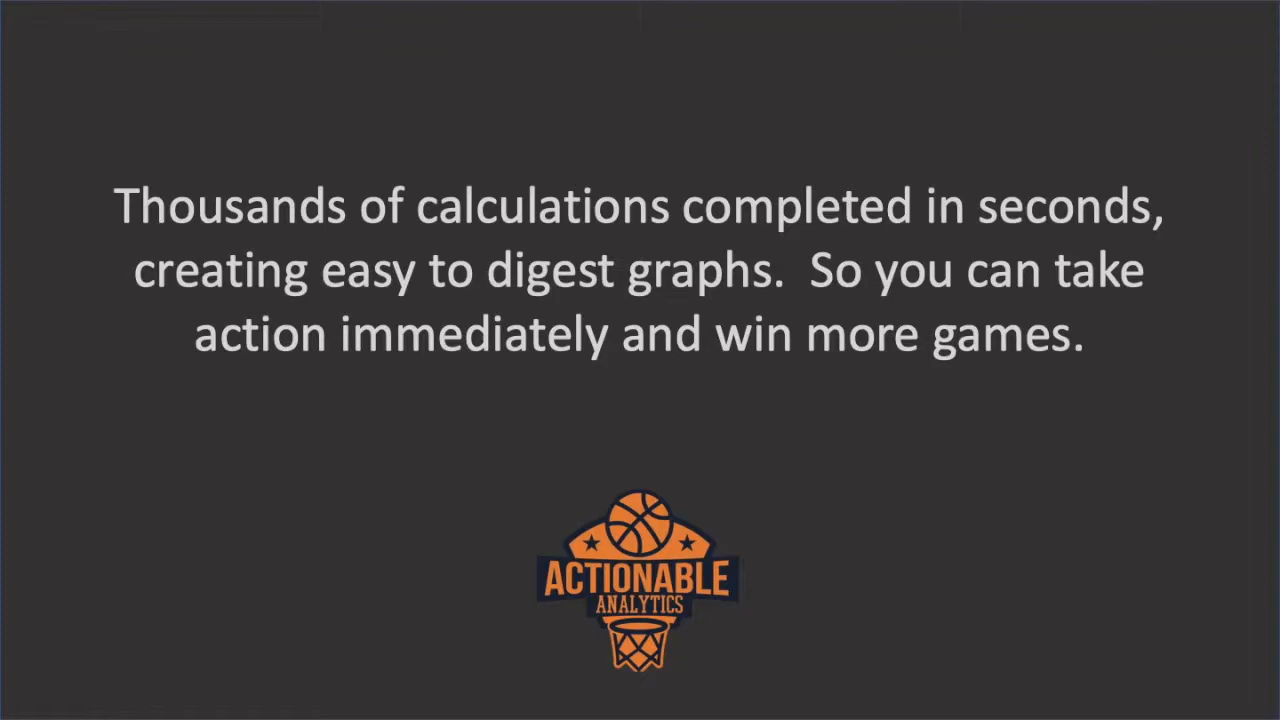 Thousands of calculations completed in seconds,
creating easy to digest graphs.  So you can take
action immediately and win more games.
ACTIONABLE
ANALYTICS